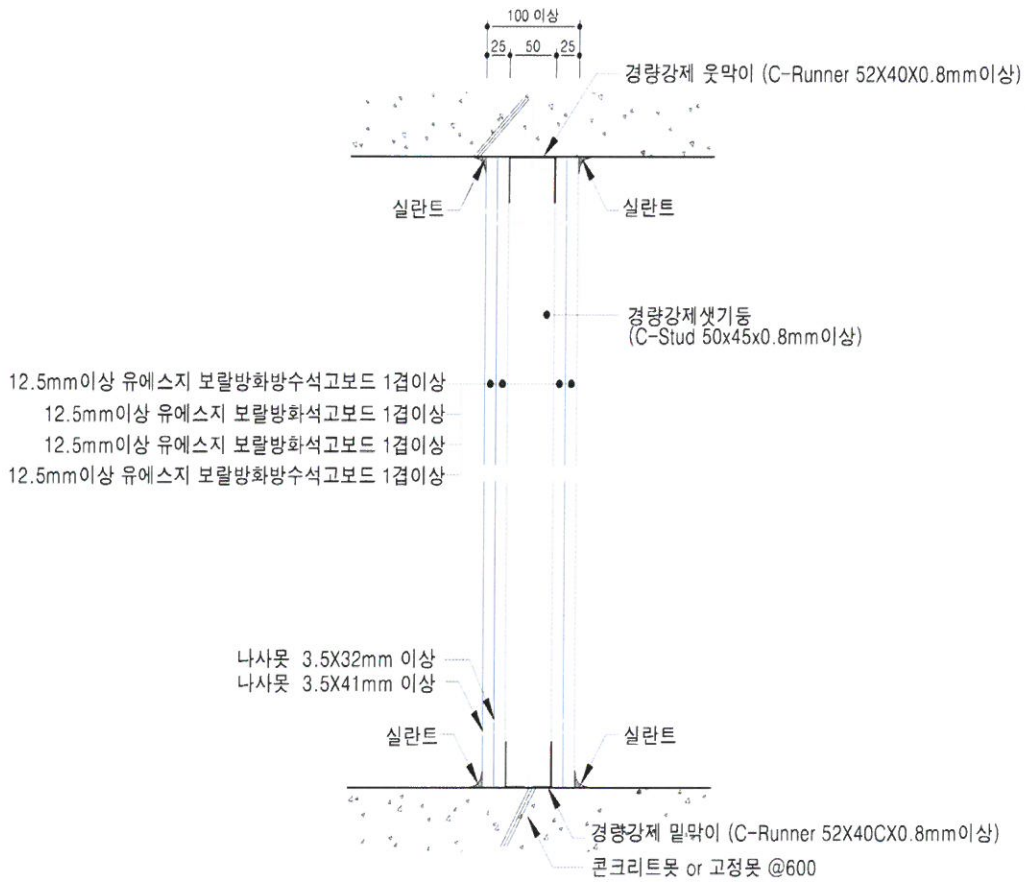 100 이상
25 50 25
경량강제 웃막이 (C-Runner 52X40X0.8mm이상)
실란트
실란트
경량강제샛기둥
(C-Stud 50x45x0.8mm이상)
12.5mm이상 유에스지 보랄방화방수석고보드 1겹이상
12.5mm이상 유에스지 보랄방화석고보드 1겹이상
12.5mm이상 유에스지 보랄방화석고보드 1겹이상
12.5mm이상 유에스지 보랄방화방수석고보드 1겹이상
나사못 3.5X32mm 이상
나사못 3.5X41mm 이상
실란트
실란트
경량강제 밑막이 (C-Runner 52X40CX0.8mm이상)
콘크리트못 or 고정못 @600